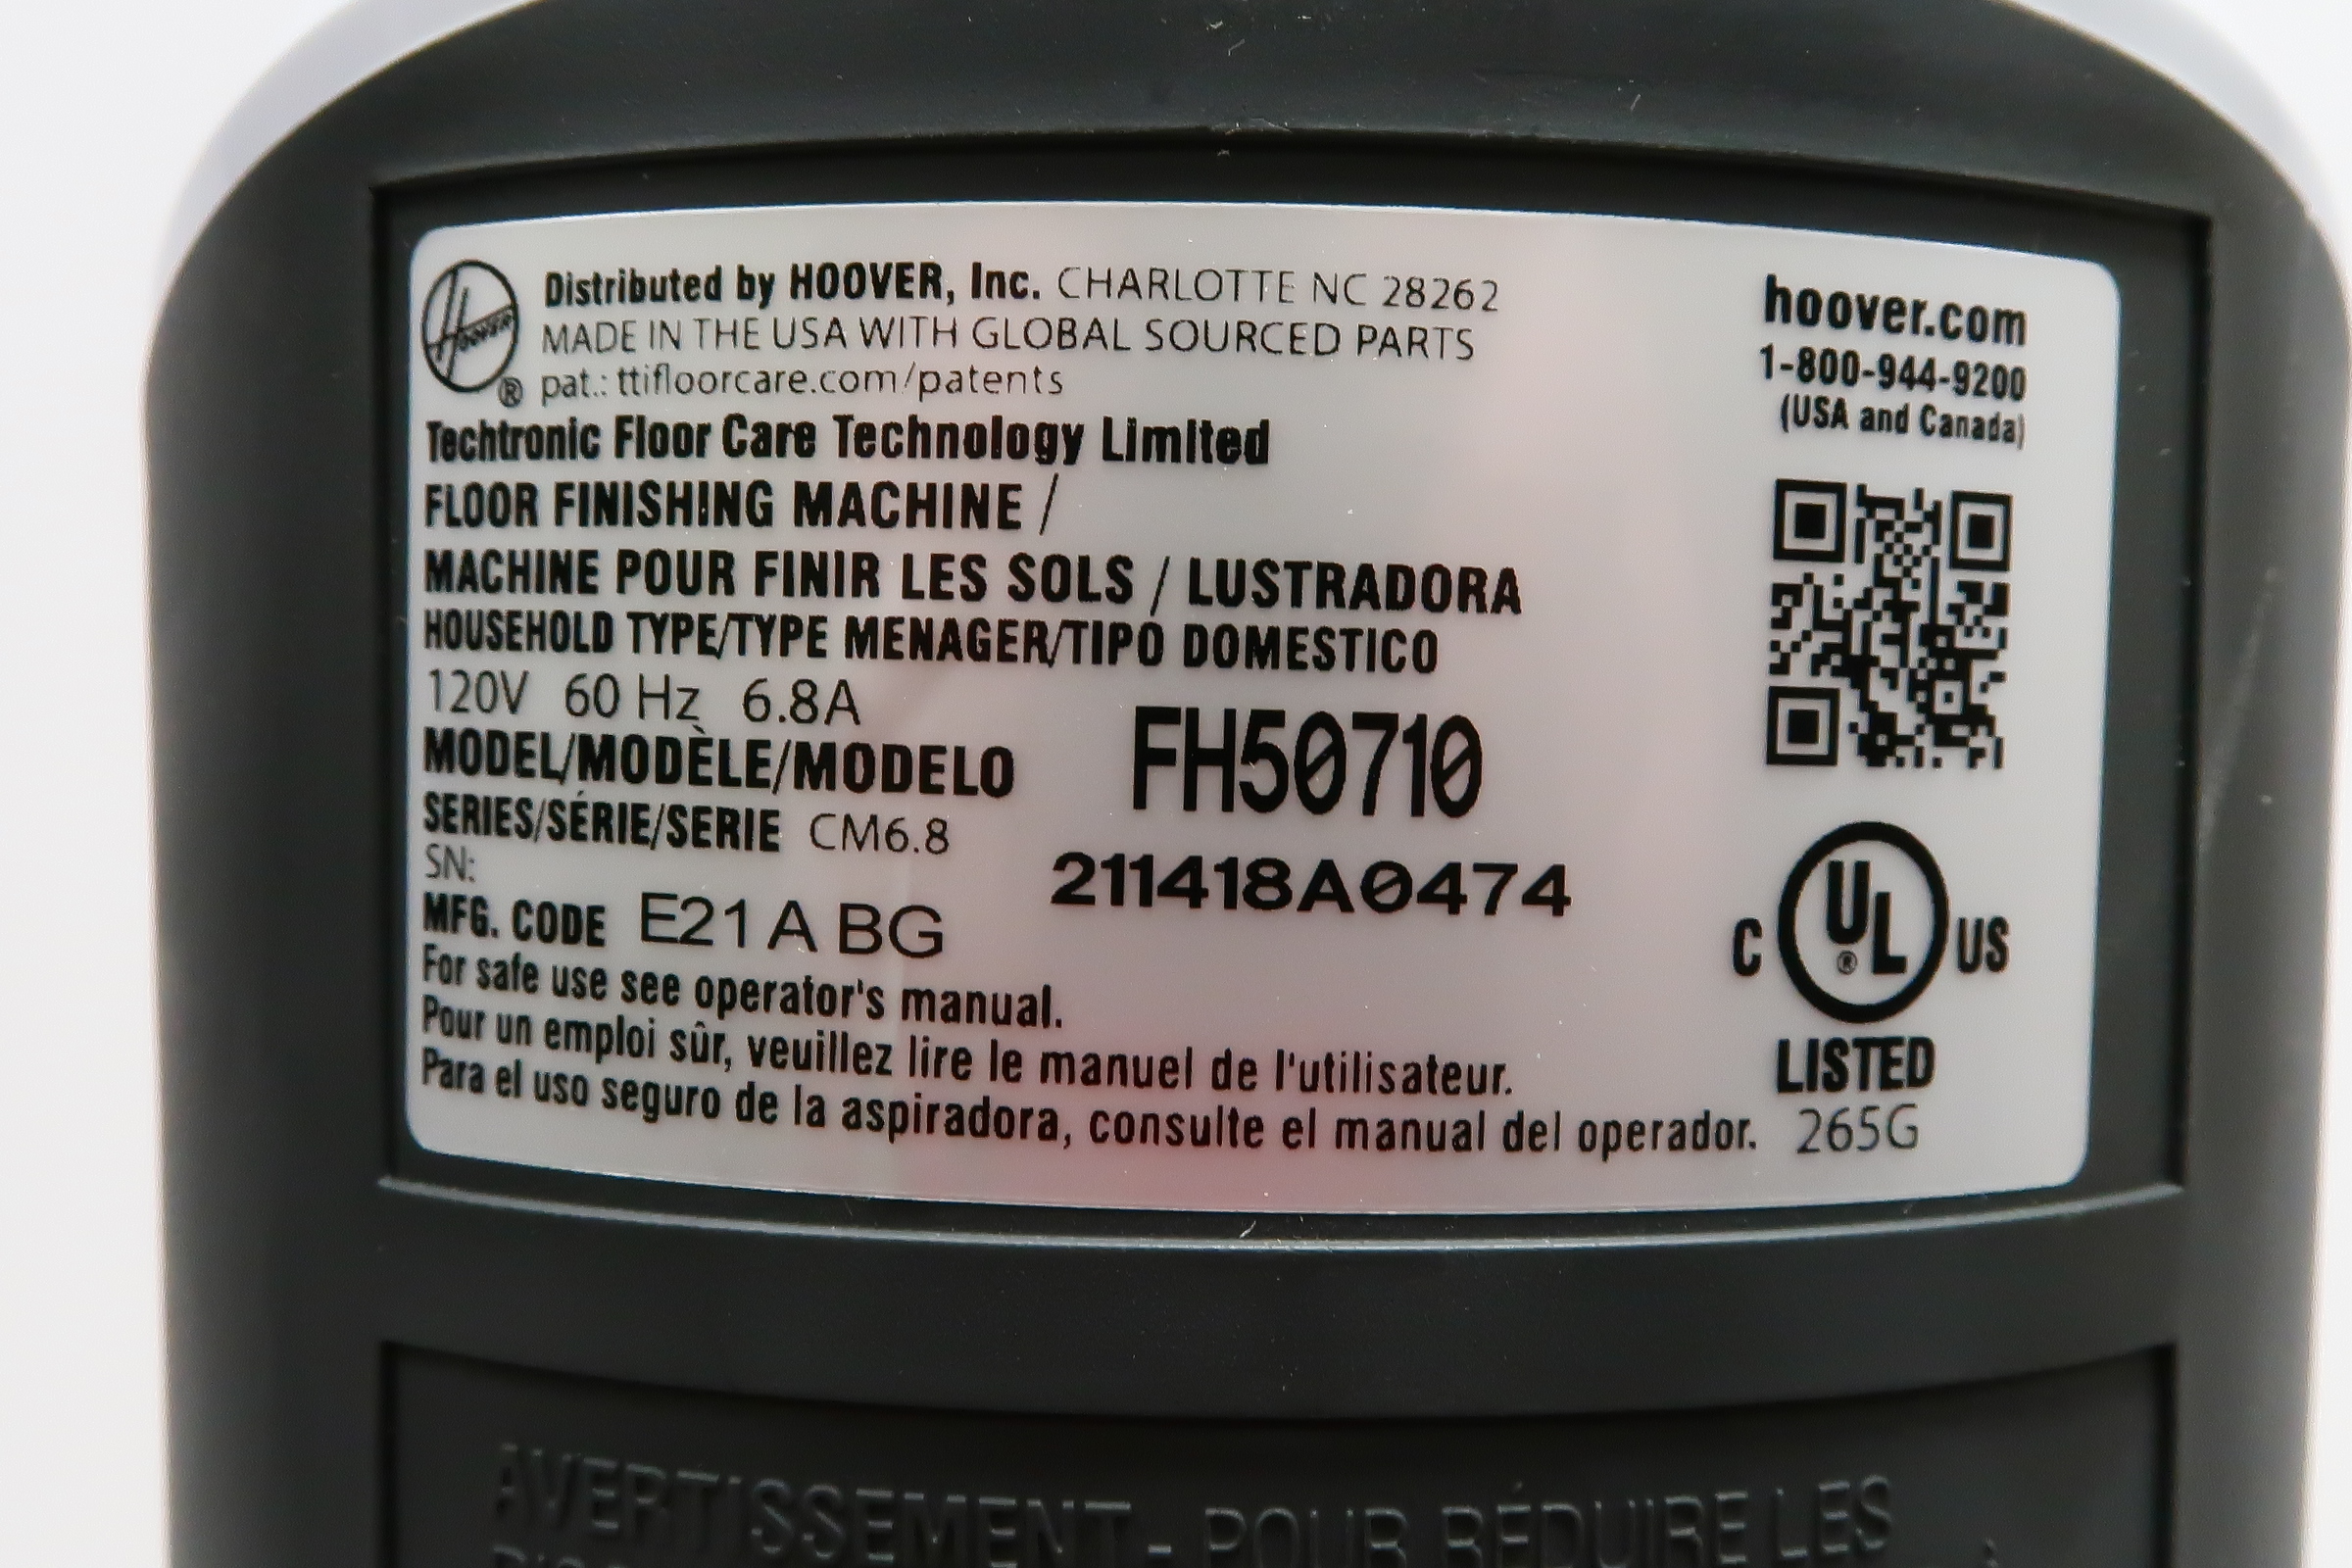 HOOVER ®
Distributed by HOOVER, Inc. CHARLOTTE NC 28262
MADE IN THE USA WITH GLOBAL SOURCED PARTS
pat.: ttifloorcare.com/patents
Techtronic Floor Care Technology Limited
FLOOR FINISHING MACHINE /
MACHINE POUR FINIR LES SOLS / LUSTRADORA
HOUSEHOLD TYPE/TYPE MENAGER/TIPO DOMESTICO
120V 60 Hz 6.8A
MODEL/MODÈLE/MODELO FH50710
SERIES/SÉRIE/SERIE CM6.8
SN: 211418A0474
MFG. CODE E21 A BG
For safe use see operator's manual.
Pour un emploi sûr, veuillez lire le manuel de l'utilisateur.
Para el uso seguro de la aspiradora, consulte el manual del operador.
hoover.com
1-800-944-9200
(USA and Canada)
C UL ® US
LISTED
265G
AVERTISSEMENT - POUR RÉDUIRE LES